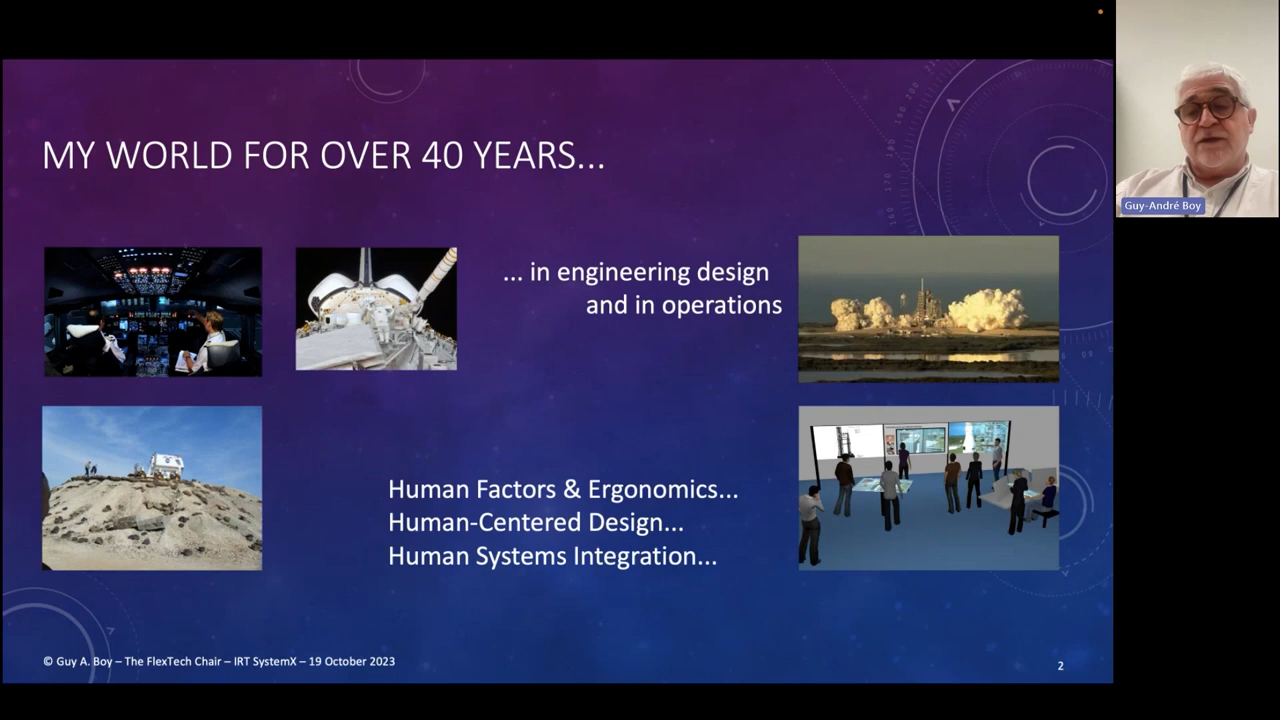 Guy-André Boy
MY WORLD FOR OVER 40 YEARS...
... in engineering design
and in operations
Human Factors & Ergonomics...
Human-Centered Design...
Human Systems Integration...
© Guy A. Boy – The FlexTech Chair – IRT SystemX – 19 October 2023
2